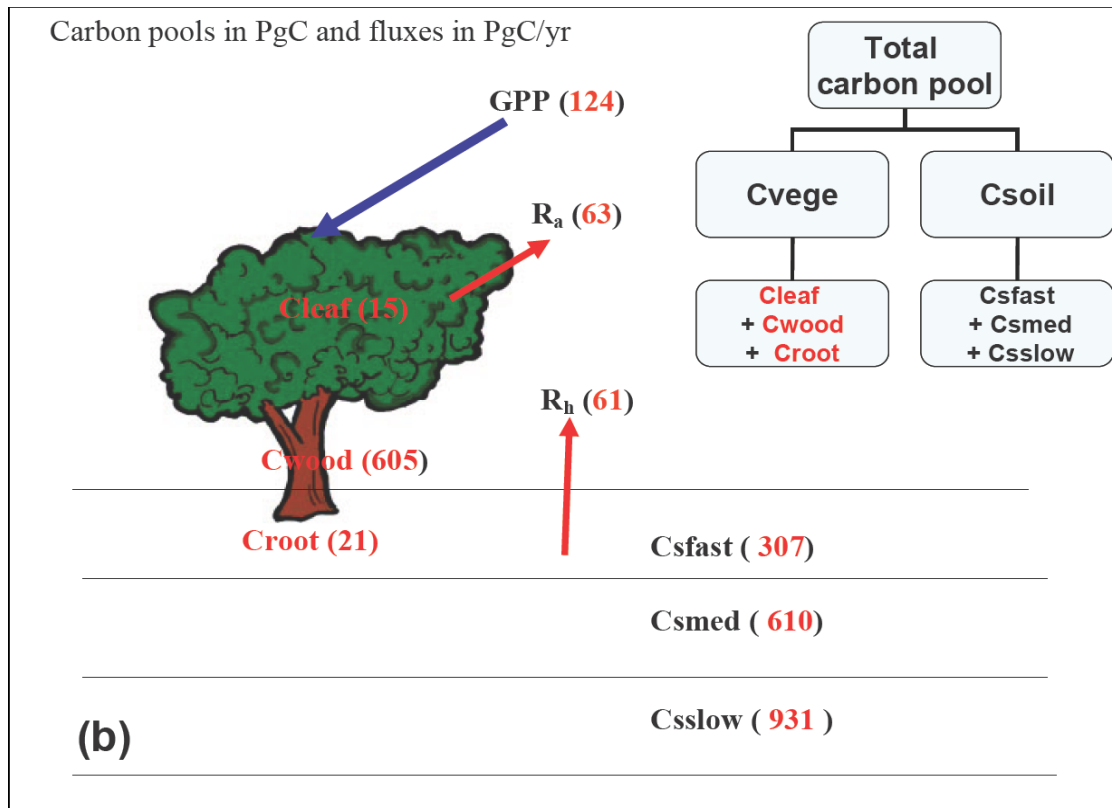 Carbon pools in PgC and fluxes in PgC/yr
GPP (124)
Rₐ (63)
Cleaf (15)
Rₕ (61)
Cwood (605)
Croot (21)
Csfast ( 307)
Csmed ( 610)
Csslow ( 931 )
(b)
Total
carbon pool
Cvege
Csoil
Cleaf
+ Cwood
+ Croot
Csfast
+ Csmed
+ Csslow